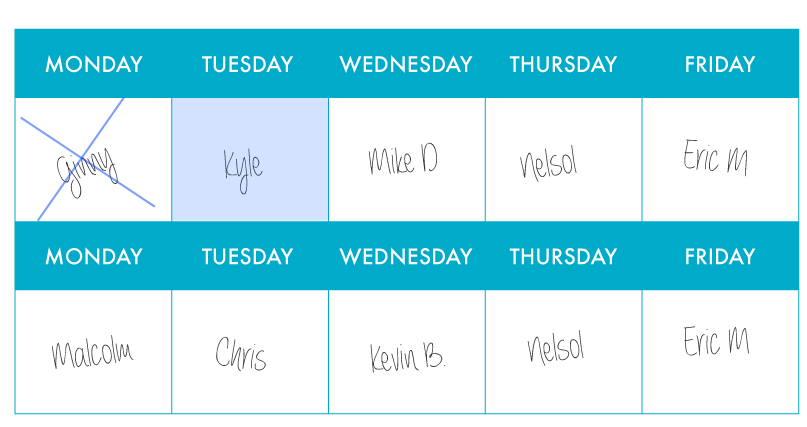 MONDAY TUESDAY WEDNESDAY THURSDAY FRIDAY
Ginny Kyle Mike D Nelsol Eric M
MONDAY TUESDAY WEDNESDAY THURSDAY FRIDAY
Malcolm Chris Kevin B. Nelsol Eric M